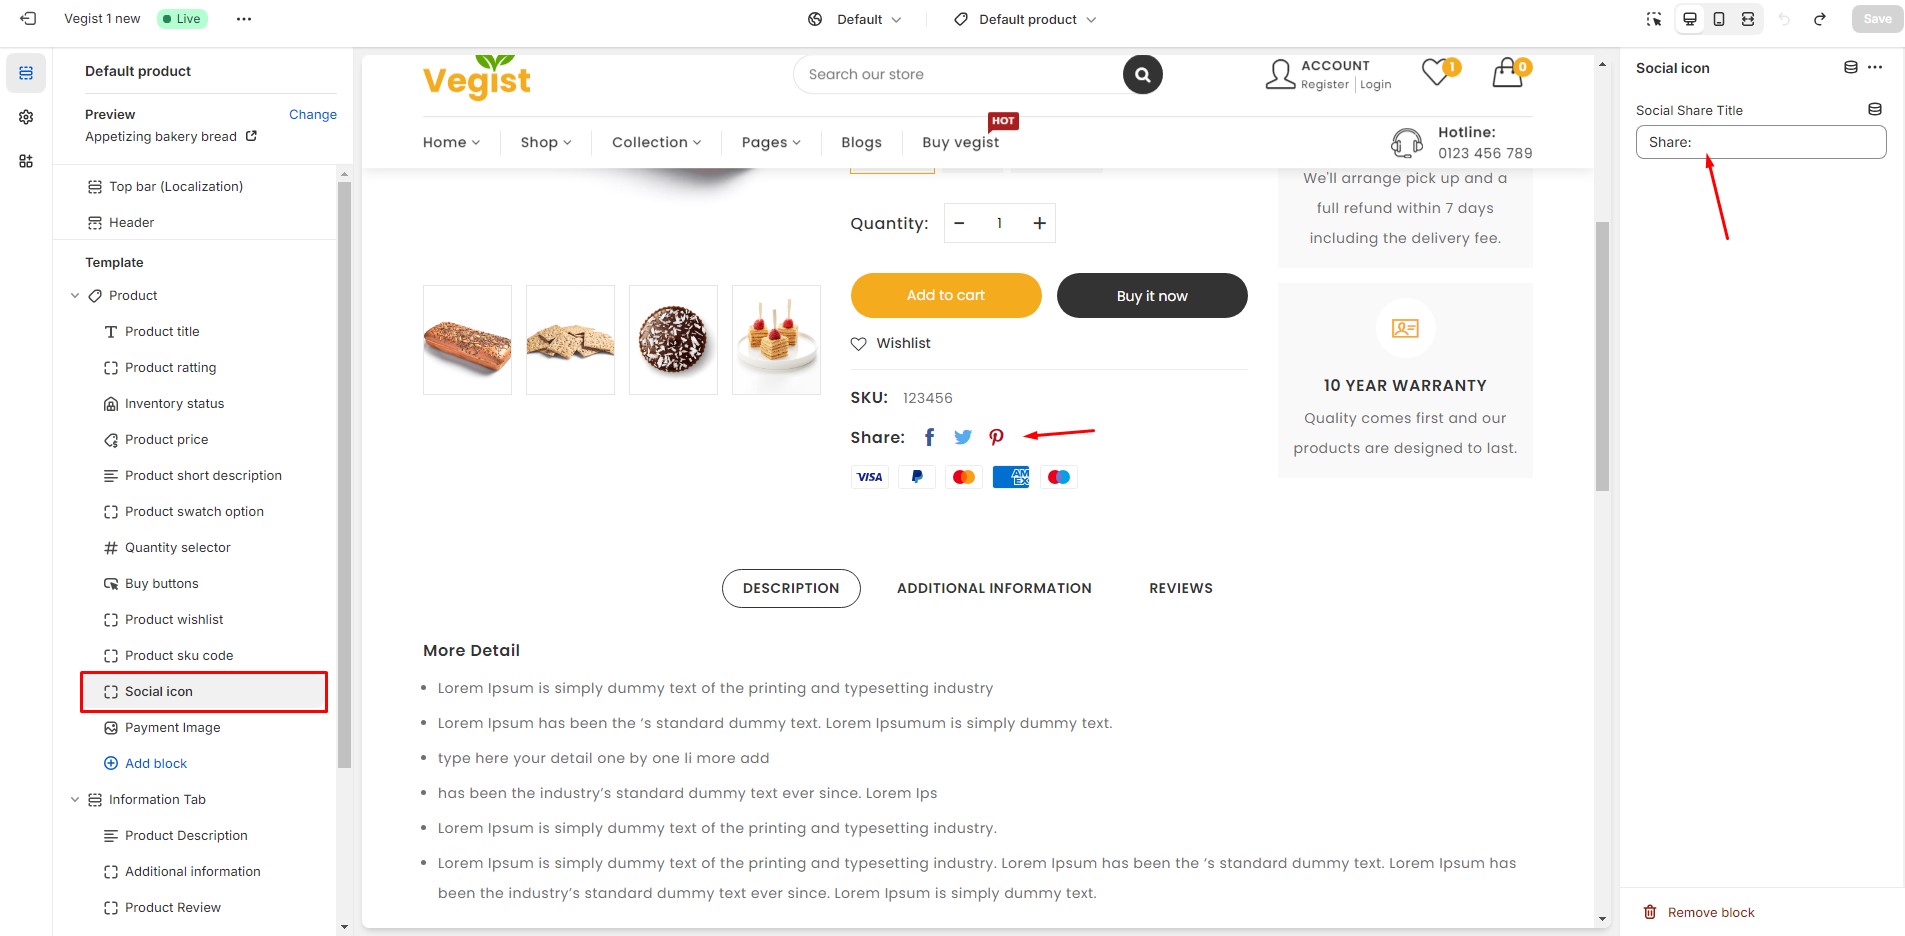 Vegist 1 new
Live
Default
Default product
Save
Default product
Preview
Change
Appetizing bakery bread
Top bar (Localization)
Header
Template
Product
Product title
Product ratting
Inventory status
Product price
Product short description
Product swatch option
Quantity selector
Buy buttons
Product wishlist
Product sku code
Social icon
Payment Image
Add block
Information Tab
Product Description
Additional information
Product Review
Vegist
Search our store
ACCOUNT
Register
Login
1
0
HOT
Home
Shop
Collection
Pages
Blogs
Buy vegist
Hotline:
0123 456 789
Quantity:
1
Add to cart
Buy it now
Wishlist
SKU: 123456
Share:
VISA
AM
EX
We'll arrange pick up and a
full refund within 7 days
including the delivery fee.
10 YEAR WARRANTY
Quality comes first and our
products are designed to last.
DESCRIPTION
ADDITIONAL INFORMATION
REVIEWS
More Detail
Lorem Ipsum is simply dummy text of the printing and typesetting industry
Lorem Ipsum has been the ‘s standard dummy text. Lorem Ipsumum is simply dummy text.
type here your detail one by one li more add
has been the industry’s standard dummy text ever since. Lorem Ips
Lorem Ipsum is simply dummy text of the printing and typesetting industry.
Lorem Ipsum is simply dummy text of the printing and typesetting industry. Lorem Ipsum has been the ‘s standard dummy text. Lorem Ipsum has
been the industry’s standard dummy text ever since. Lorem Ipsum is simply dummy text.
Social icon
Social Share Title
Share:
Remove block